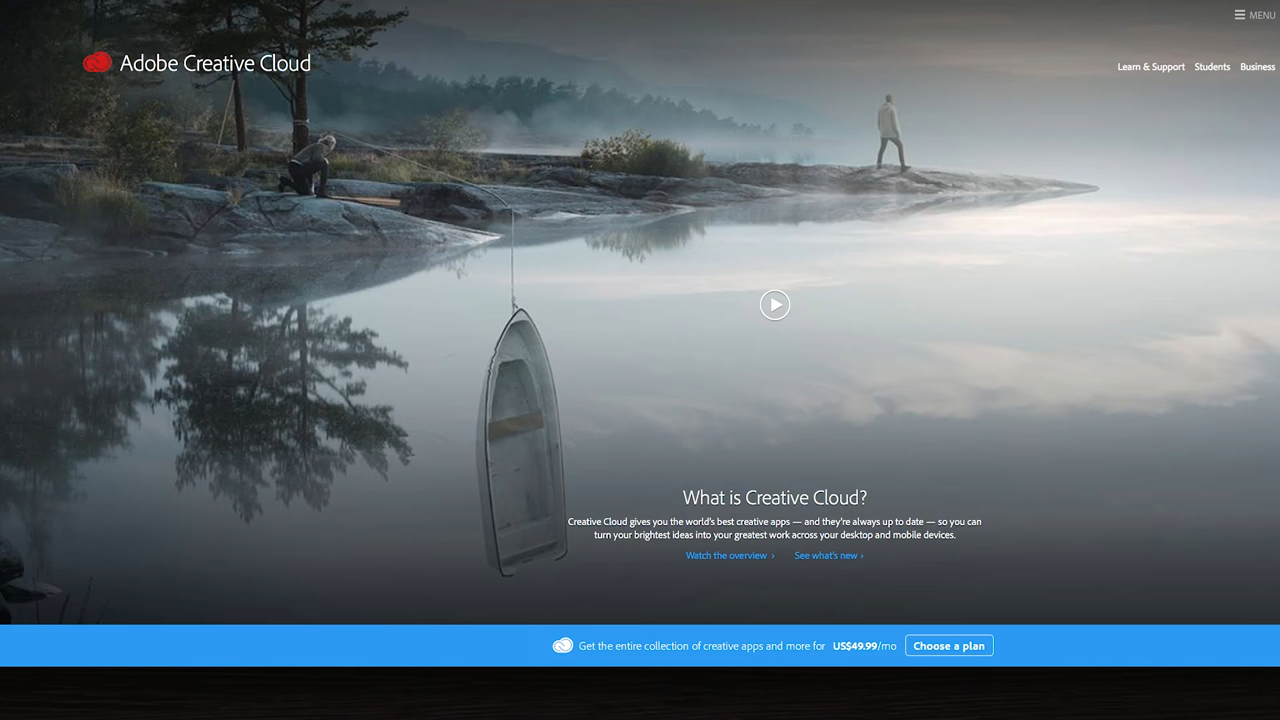 MENU
Adobe Creative Cloud
Learn & Support Students Business
What is Creative Cloud?
Creative Cloud gives you the world's best creative apps — and they're always up to date — so you can
turn your brightest ideas into your greatest work across your desktop and mobile devices.
Watch the overview › See what's new ›
Get the entire collection of creative apps and more for US$49.99/mo Choose a plan